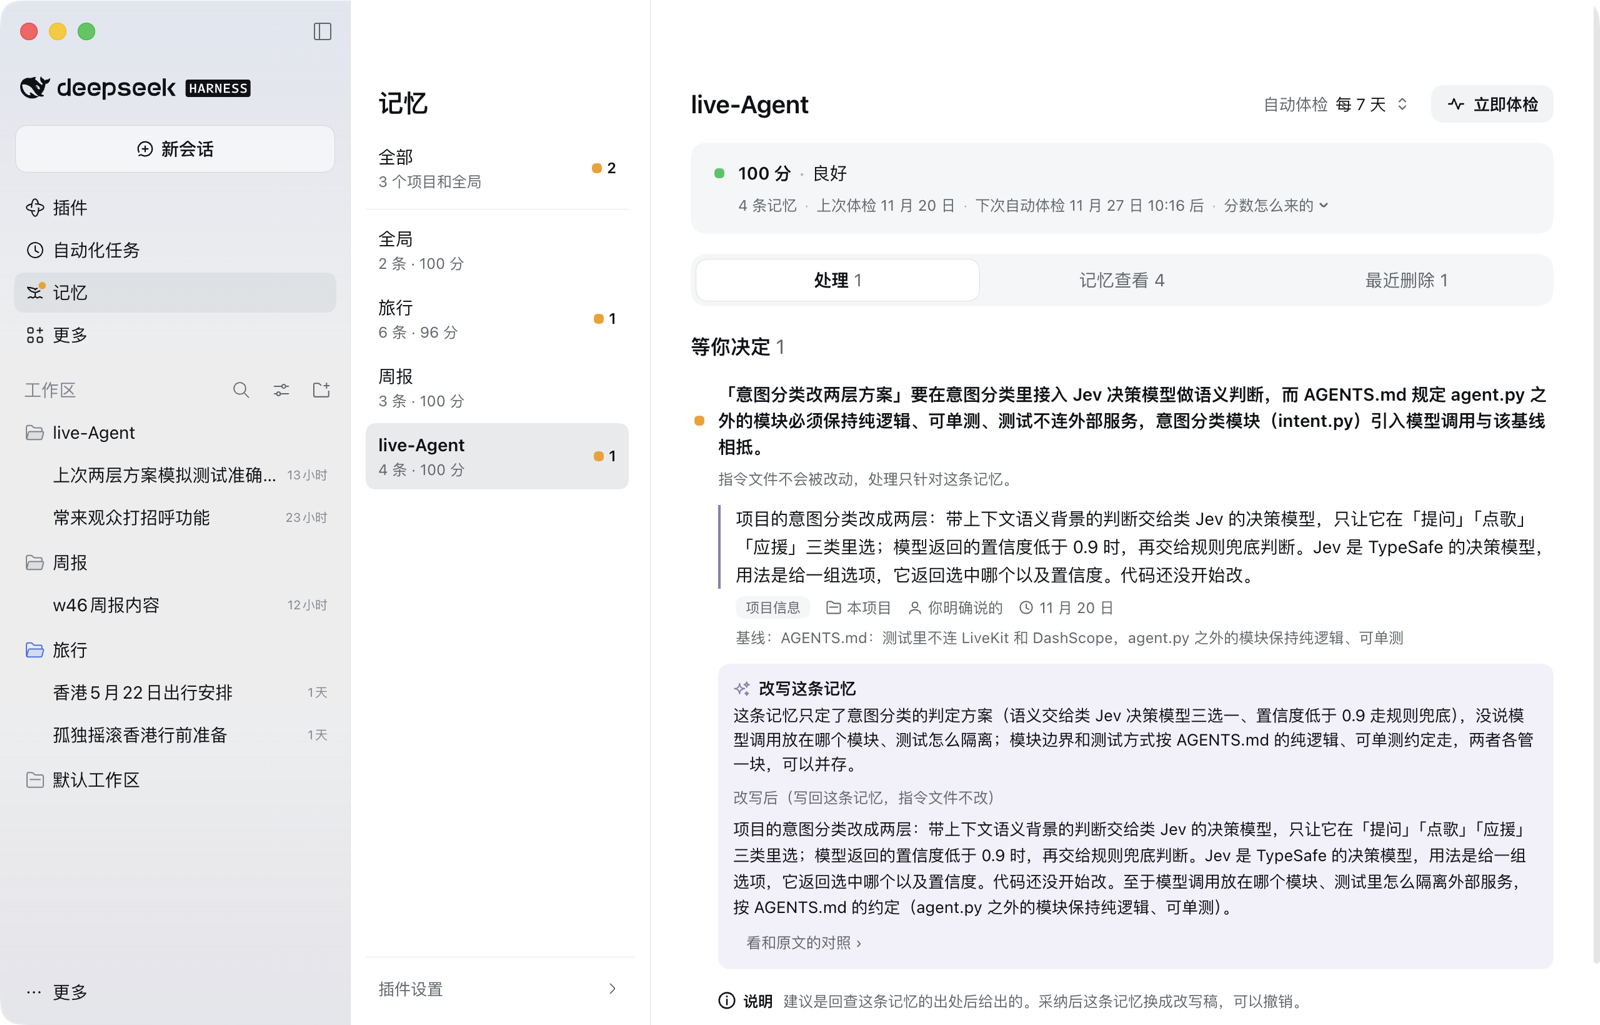 deepseek HARNESS
新会话
插件
自动化任务
记忆
更多
工作区
live-Agent
上次两层方案模拟测试准确... 13小时
常来观众打招呼功能 23小时
周报
w46周报内容 12小时
旅行
香港5月22日出行安排 1天
孤独摇滚香港行前准备 1天
默认工作区
··· 更多
记忆
全部
3 个项目和全局
2
全局
2 条 · 100 分
旅行
6 条 · 96 分
1
周报
3 条 · 100 分
live-Agent
4 条 · 100 分
1
插件设置
live-Agent
自动体检 每 7 天
立即体检
100 分 · 良好
4 条记忆 · 上次体检 11 月 20 日 · 下次自动体检 11 月 27 日 10:16 后 · 分数怎么来的
处理 1
记忆查看 4
最近删除 1
等你决定 1
「意图分类改两层方案」要在意图分类里接入 Jev 决策模型做语义判断，而 AGENTS.md 规定 agent.py 之
外的模块必须保持纯逻辑、可单测、测试不连外部服务，意图分类模块（intent.py）引入模型调用与该基线
相抵。
指令文件不会被改动，处理只针对这条记忆。
项目的意图分类改成两层：带上下文语义背景的判断交给类 Jev 的决策模型，只让它在「提问」「点歌」
「应援」三类里选；模型返回的置信度低于 0.9 时，再交给规则兜底判断。Jev 是 TypeSafe 的决策模型，
用法是给一组选项，它返回选中哪个以及置信度。代码还没开始改。
项目信息 本项目 你明确说的 11 月 20 日
基线：AGENTS.md：测试里不连 LiveKit 和 DashScope，agent.py 之外的模块保持纯逻辑、可单测
改写这条记忆
这条记忆只定了意图分类的判定方案（语义交给类 Jev 决策模型三选一、置信度低于 0.9 走规则兜底），没说模
型调用放在哪个模块、测试怎么隔离；模块边界和测试方式按 AGENTS.md 的纯逻辑、可单测约定走，两者各管
一块，可以并存。
改写后（写回这条记忆，指令文件不改）
项目的意图分类改成两层：带上下文语义背景的判断交给类 Jev 的决策模型，只让它在「提问」「点歌」「应援」
三类里选；模型返回的置信度低于 0.9 时，再交给规则兜底判断。Jev 是 TypeSafe 的决策模型，用法是给一组
选项，它返回选中哪个以及置信度。代码还没开始改。至于模型调用放在哪个模块、测试里怎么隔离外部服务，
按 AGENTS.md 的约定（agent.py 之外的模块保持纯逻辑、可单测）。
看和原文的对照 ›
说明 建议是回查这条记忆的出处后给出的。采纳后这条记忆换成改写稿，可以撤销。